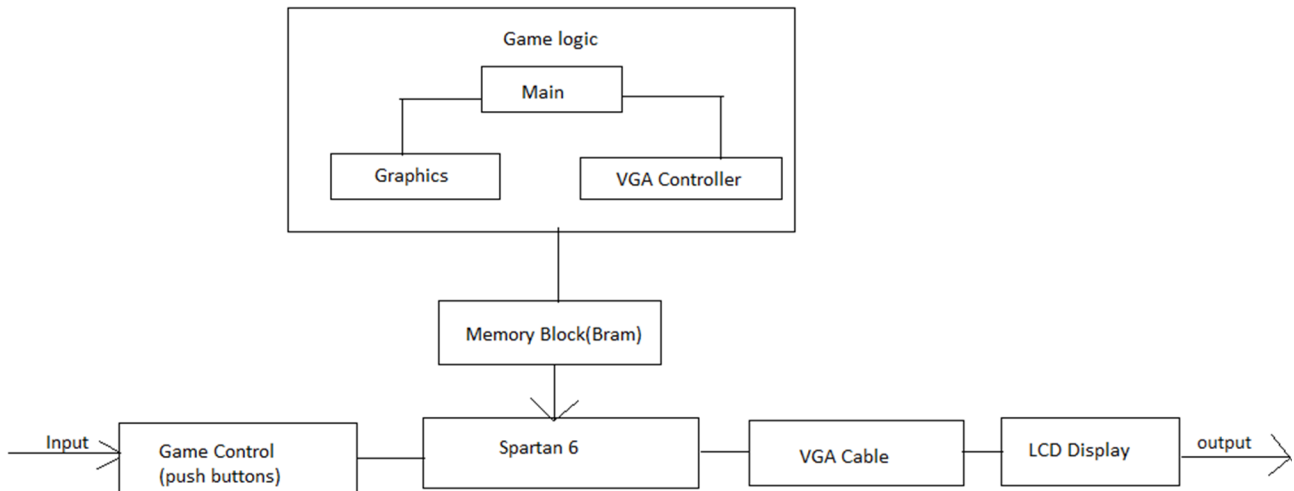 Game logic
Main
Graphics
VGA Controller
Memory Block(Bram)
Input
Game Control
(push buttons)
Spartan 6
VGA Cable
LCD Display
output